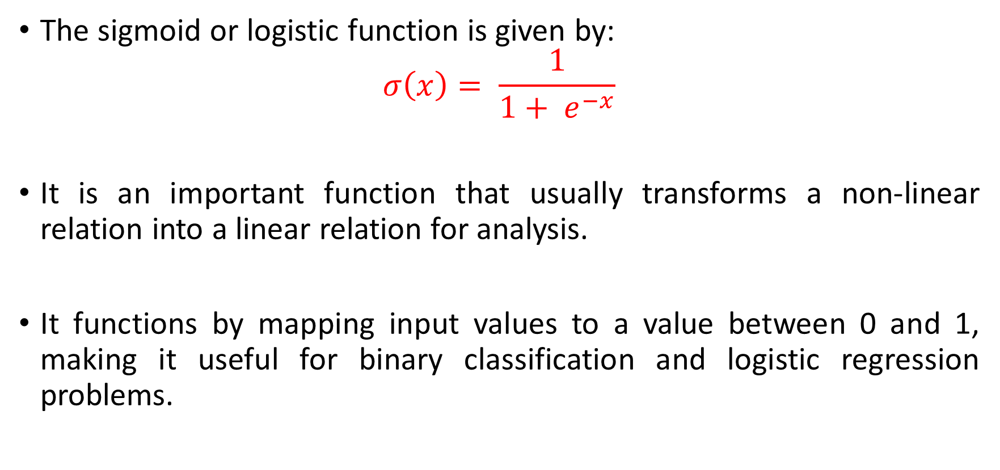 • The sigmoid or logistic function is given by:
σ(x) = 1 / (1 + e^{−x})
• It is an important function that usually transforms a non-linear
relation into a linear relation for analysis.
• It functions by mapping input values to a value between 0 and 1,
making it useful for binary classification and logistic regression
problems.